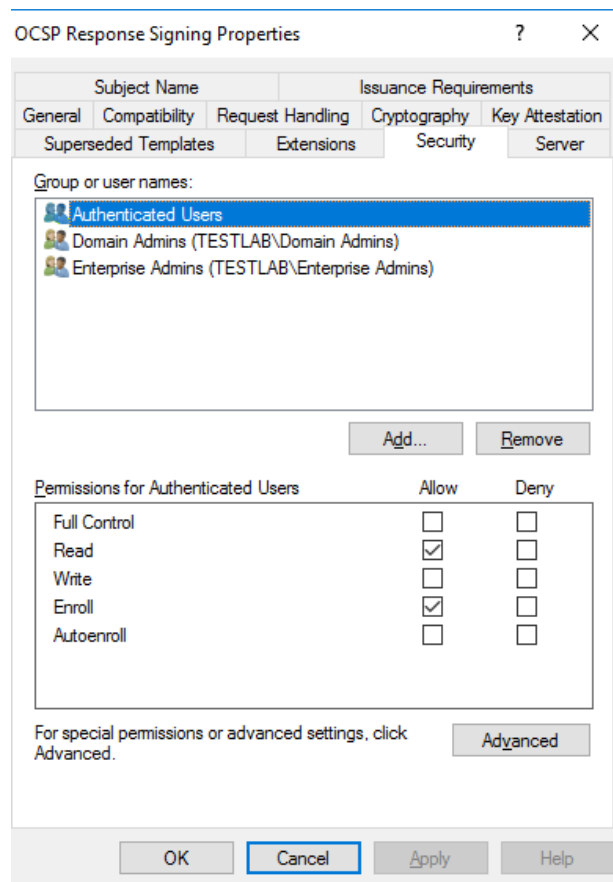 OCSP Response Signing Properties ? ×
Subject Name Issuance Requirements
General Compatibility Request Handling Cryptography Key Attestation
Superseded Templates Extensions Security Server
Group or user names:
Authenticated Users
Domain Admins (TESTLAB\Domain Admins)
Enterprise Admins (TESTLAB\Enterprise Admins)
Add... Remove
Permissions for Authenticated Users Allow Deny
Full Control
Read
Write
Enroll
Autoenroll
For special permissions or advanced settings, click
Advanced.
Advanced
OK Cancel Apply Help